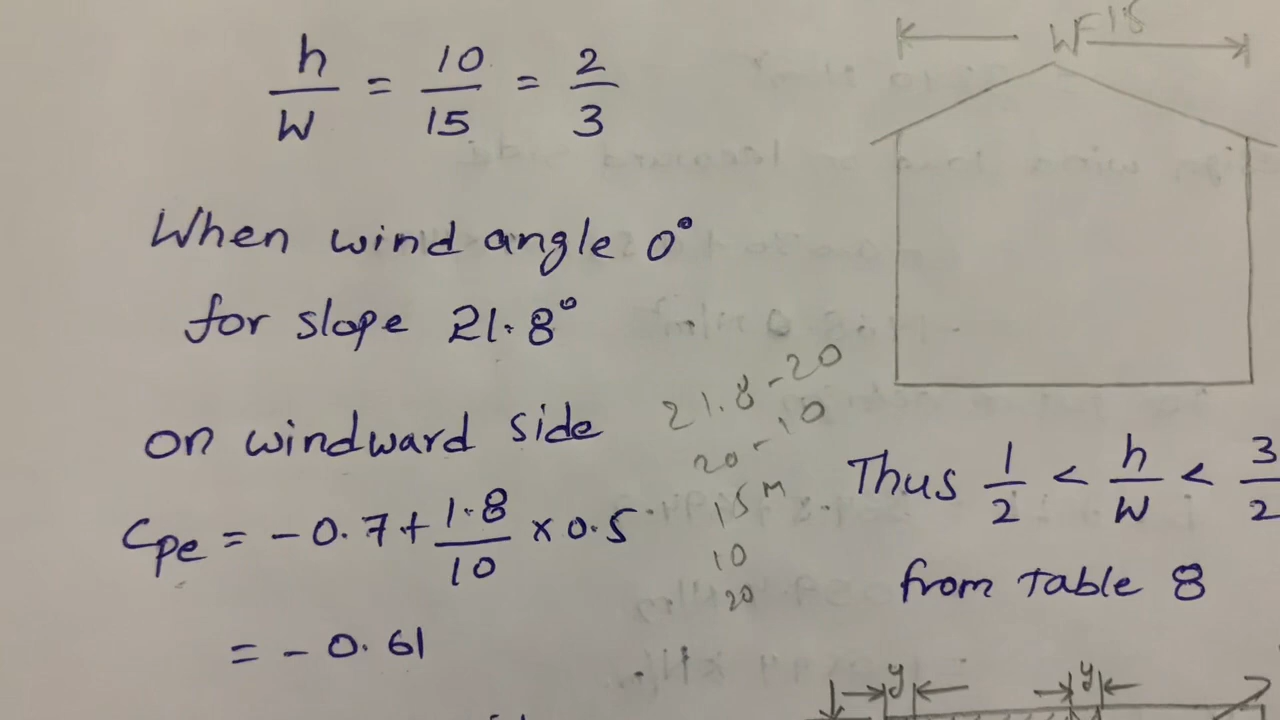 h/W = 10/15 = 2/3
When wind angle 0°
for slope 21.8°
on windward side
Cpe = -0.7 + 1.8/10 × 0.5
= -0.61
21.8-20
20-10
15m
10
20
W=15
Thus 1/2 < h/W < 3/2
from table 8
y y